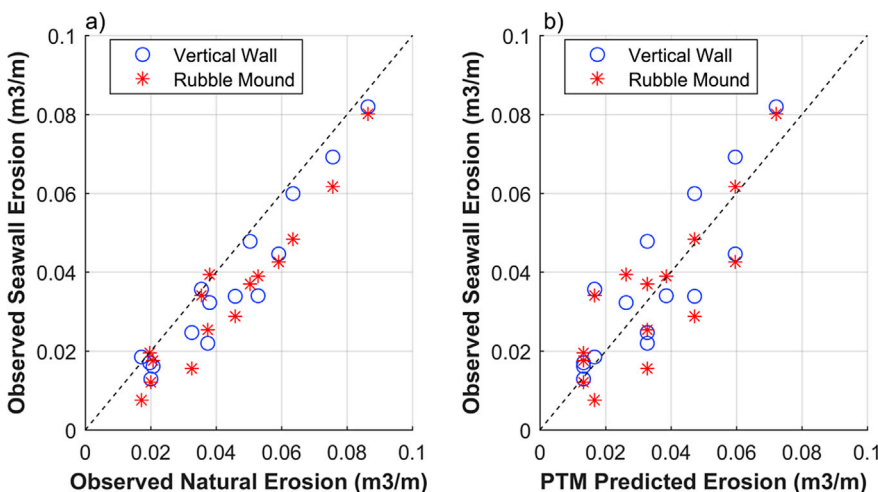 a)
Vertical Wall
Rubble Mound
0.1
0.08
0.06
0.04
0.02
0
0 0.02 0.04 0.06 0.08 0.1
Observed Seawall Erosion (m3/m)
Observed Natural Erosion (m3/m)
b)
Vertical Wall
Rubble Mound
0.1
0.08
0.06
0.04
0.02
0
0 0.02 0.04 0.06 0.08 0.1
Observed Seawall Erosion (m3/m)
PTM Predicted Erosion (m3/m)